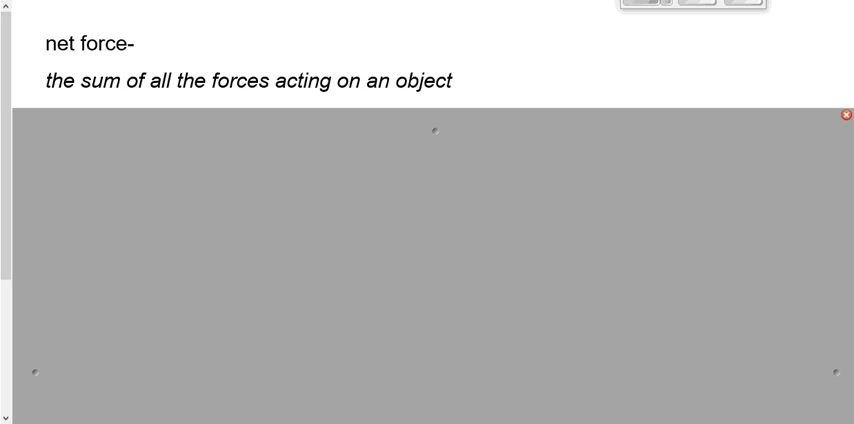 net force-
the sum of all the forces acting on an object